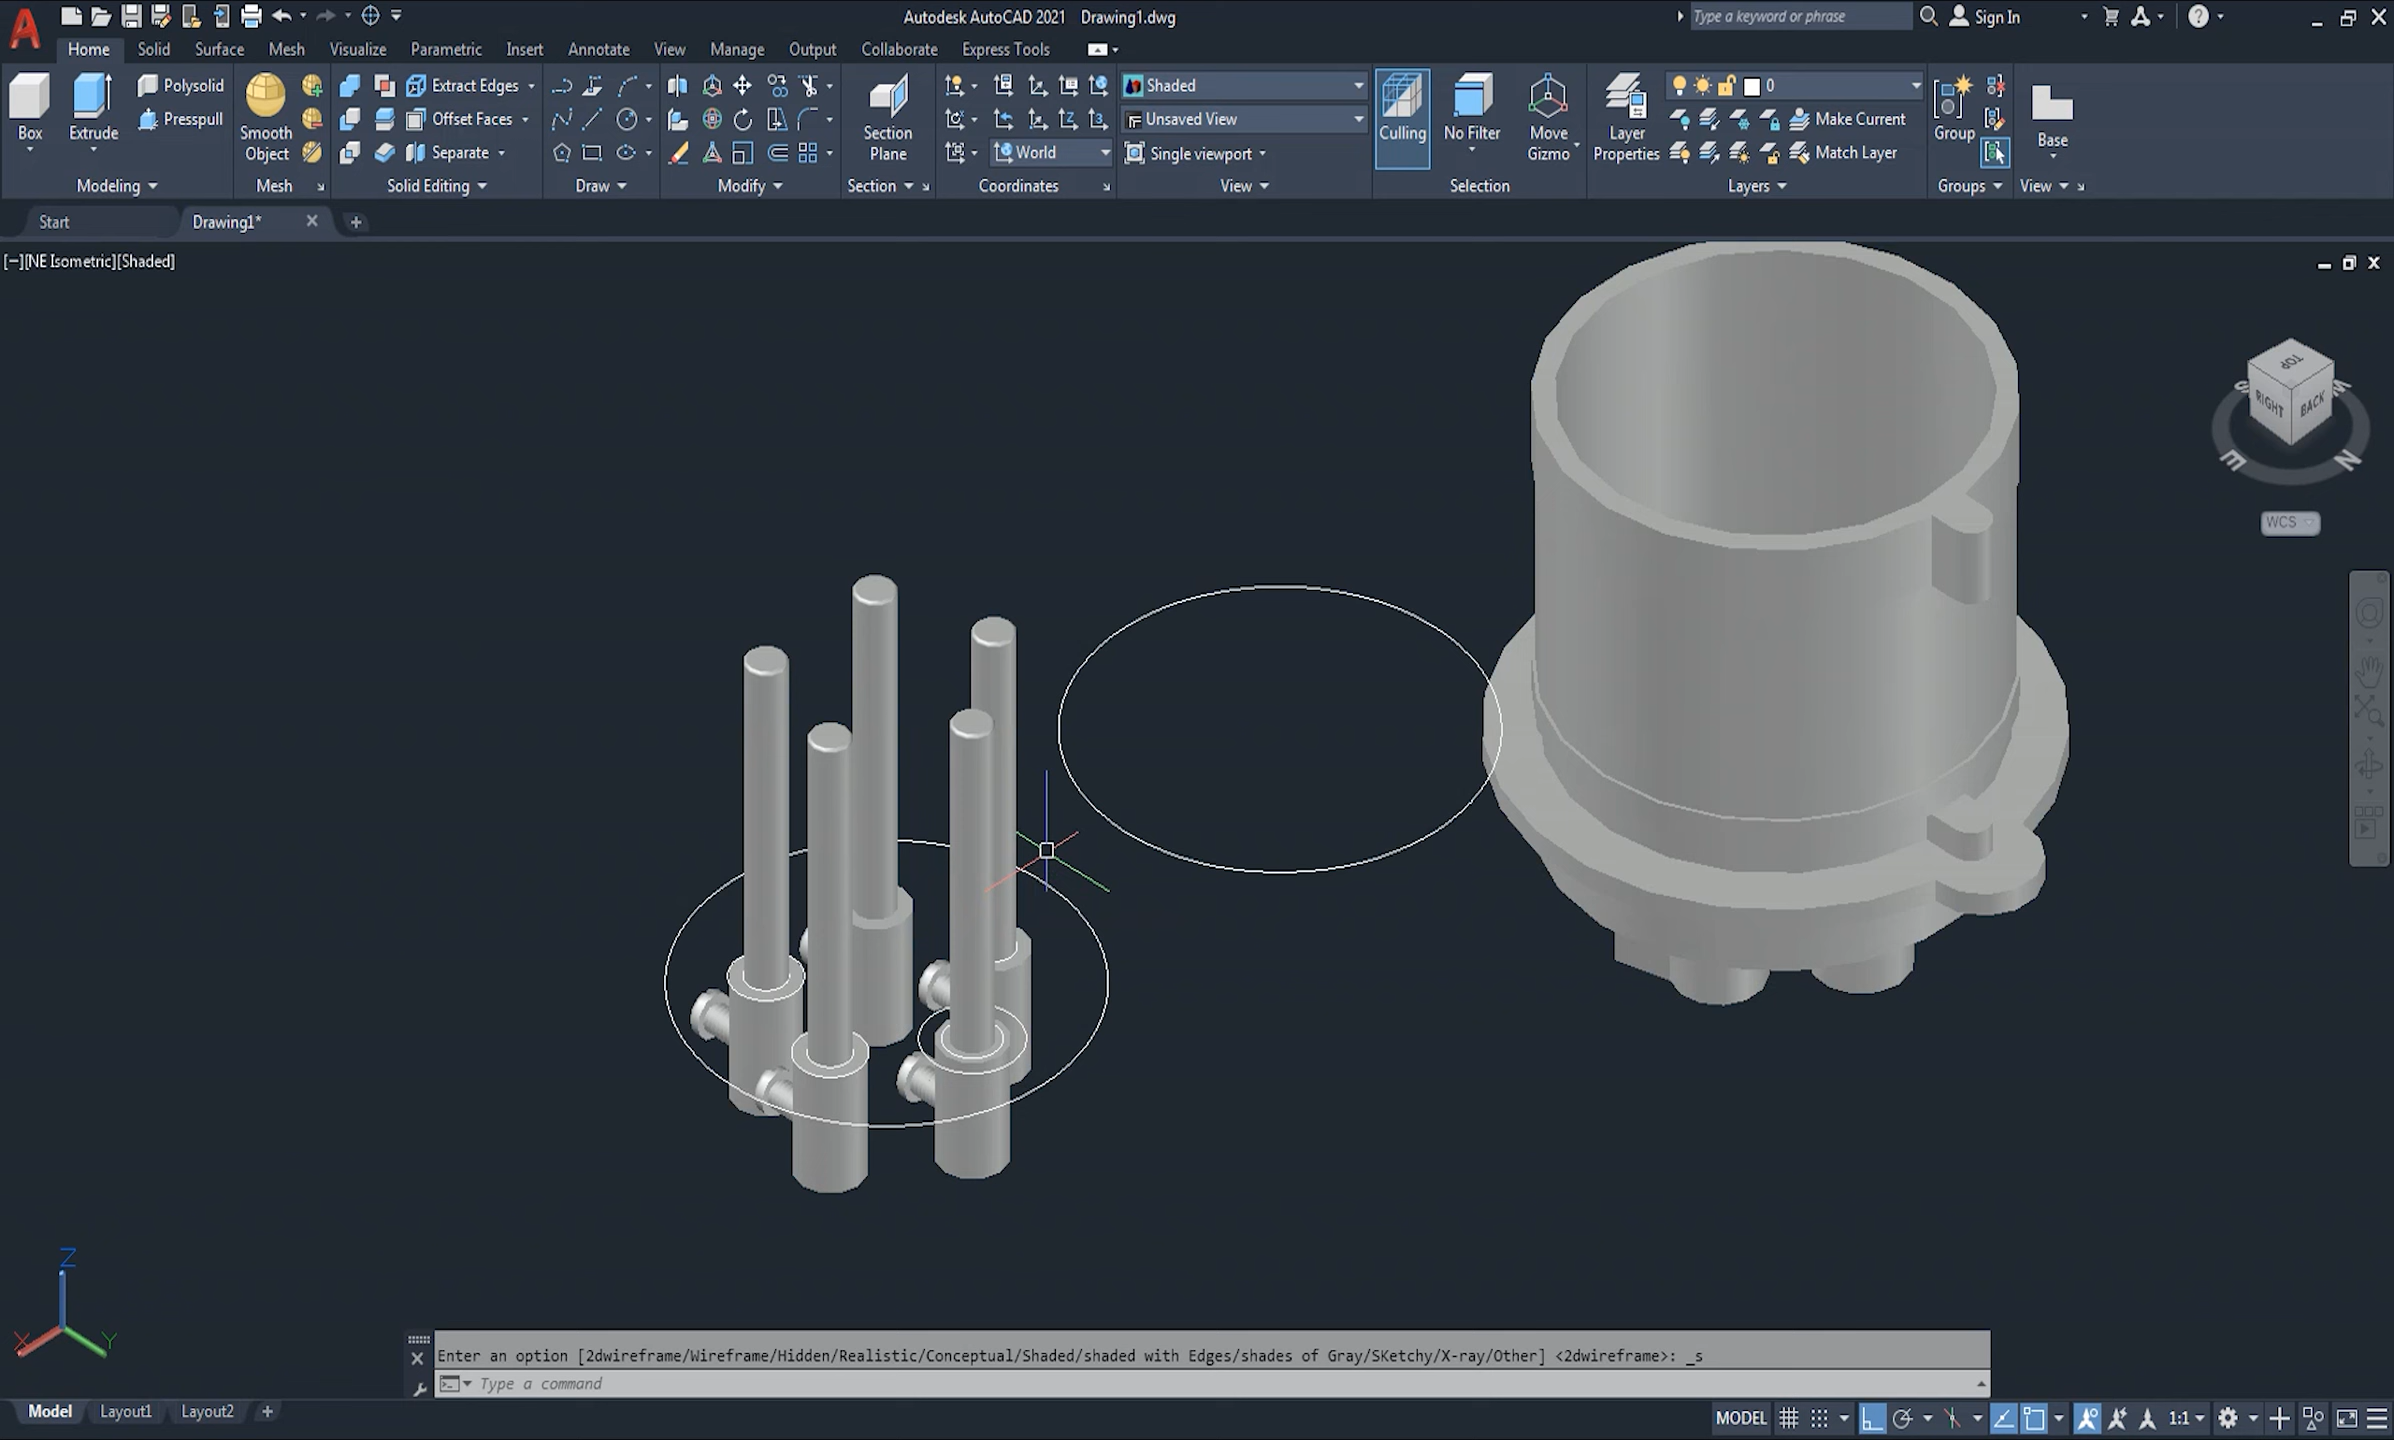 Autodesk AutoCAD 2021 Drawing1.dwg
Type a keyword or phrase
Sign In
Home Solid Surface Mesh Visualize Parametric Insert Annotate View Manage Output Collaborate Express Tools
Box
Extrude
Polysolid
Presspull
Modeling
Smooth
Object
Mesh
Extract Edges
Offset Faces
Separate
Solid Editing
Draw
Modify
Section
Plane
Section
World
Coordinates
Shaded
Unsaved View
Single viewport
View
Culling
No Filter
Move
Gizmo
Selection
Layer
Properties
0
Make Current
Match Layer
Layers
Group
Groups
Base
View
Start
Drawing1*
[−][NE Isometric][Shaded]
TOP
RIGHT
BACK
S
W
E
N
WCS
Z
X
Y
Enter an option [2dwireframe/Wireframe/Hidden/Realistic/Conceptual/Shaded/shaded with Edges/shades of Gray/SKetchy/X-ray/Other] <2dwireframe>: _s
Type a command
Model Layout1 Layout2
MODEL
1:1